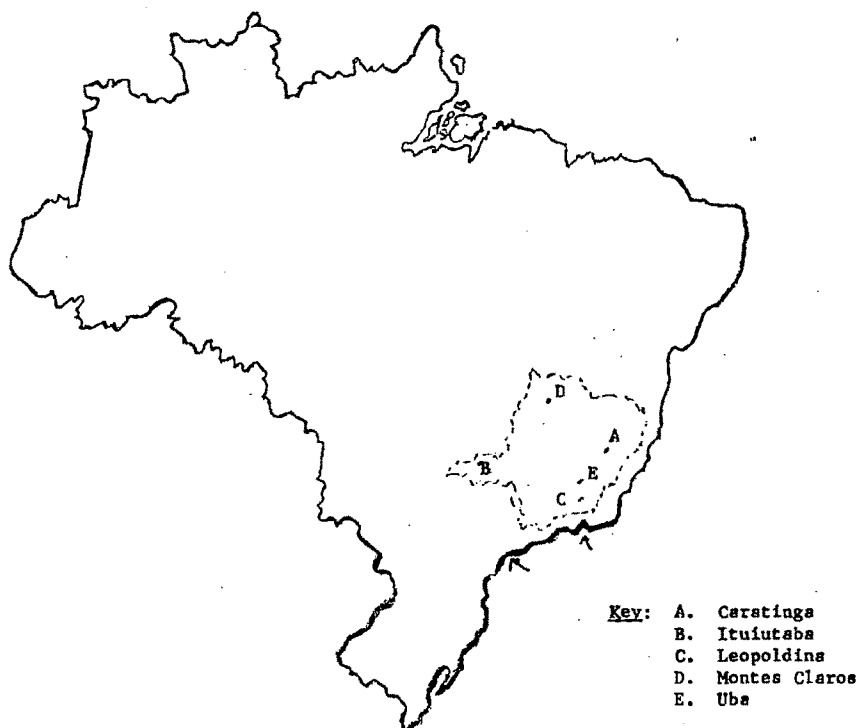 D
A
B
E
C
Key: A. Caratinga
B. Ituiutaba
C. Leopoldina
D. Montes Claros
E. Uba